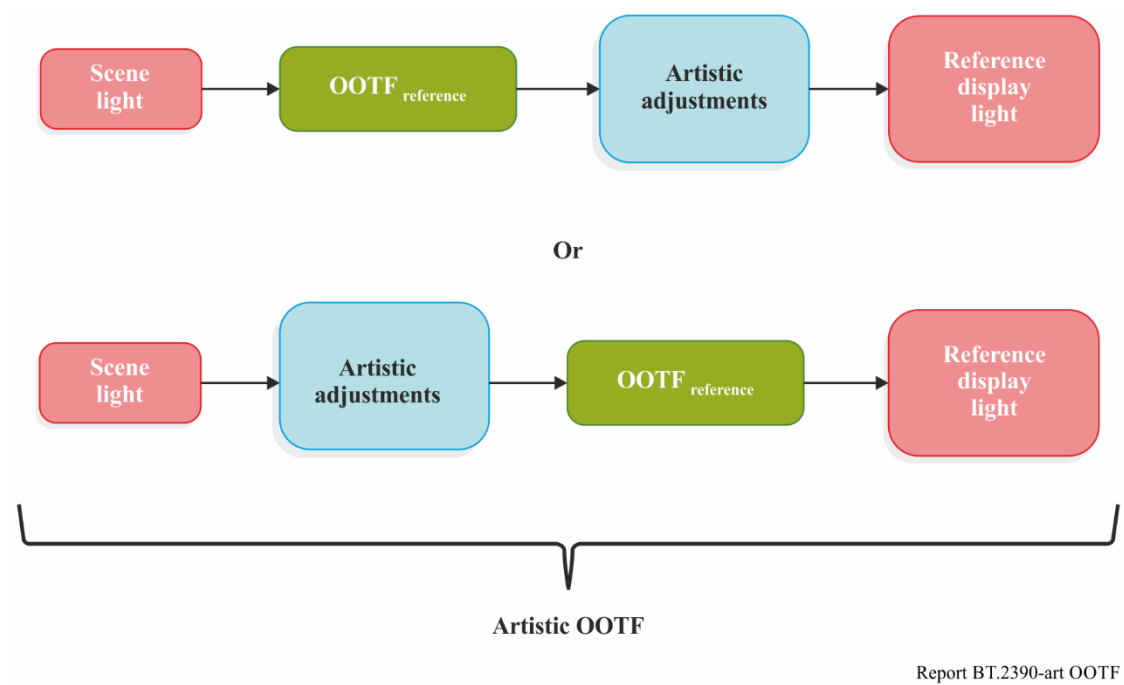 Scene
light
OOTF reference
Artistic
adjustments
Reference
display
light
Or
Scene
light
Artistic
adjustments
OOTF reference
Reference
display
light
Artistic OOTF
Report BT.2390-art OOTF